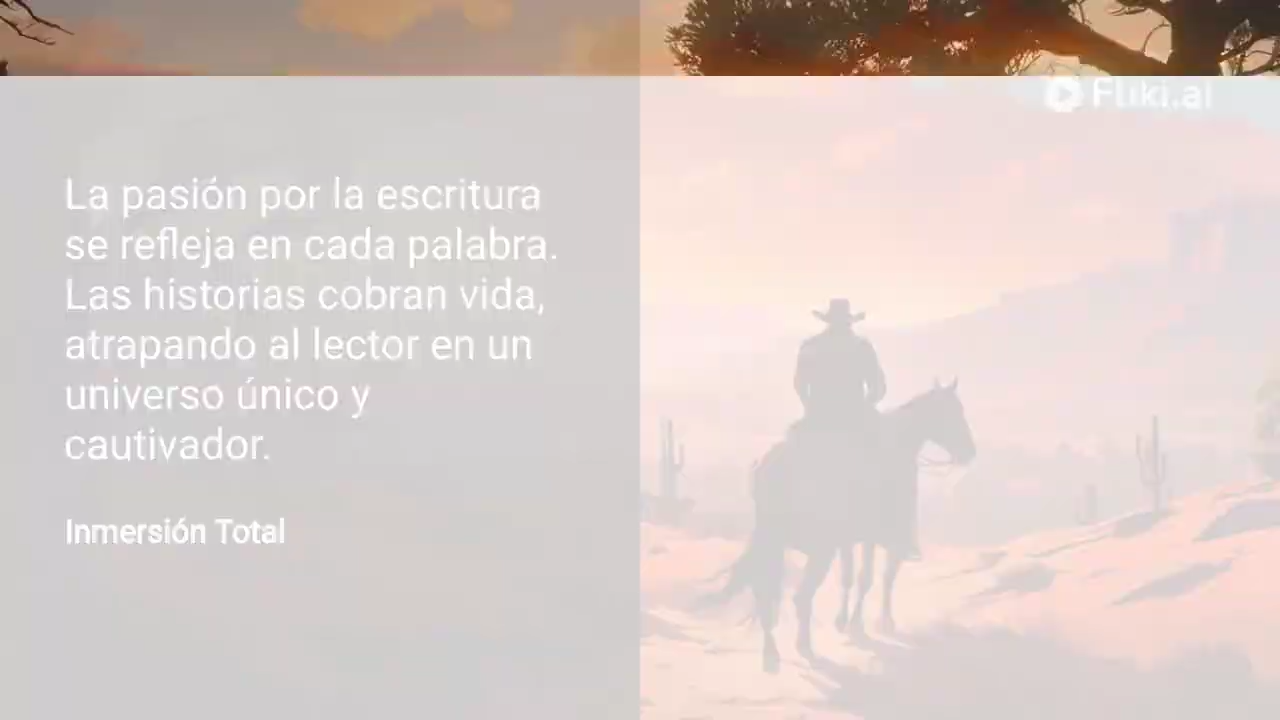 Fliki.ai
La pasión por la escritura
se refleja en cada palabra.
Las historias cobran vida,
atrapando al lector en un
universo único y
cautivador.
Inmersión Total